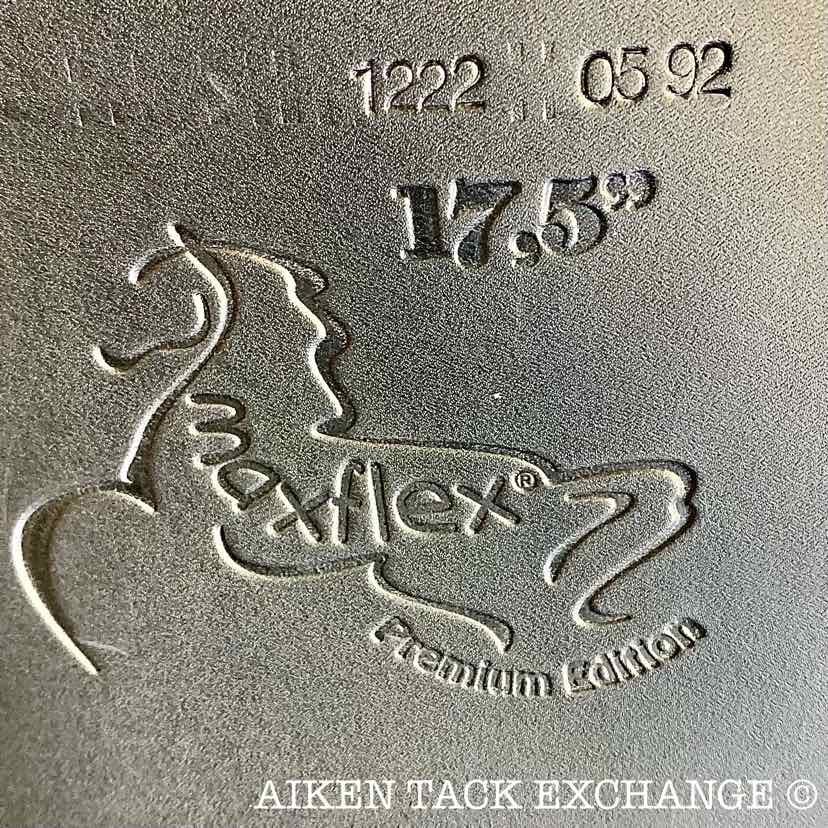 1222 05 92
17,5"
maxflex®
Premium Edition
AIKEN TACK EXCHANGE ©